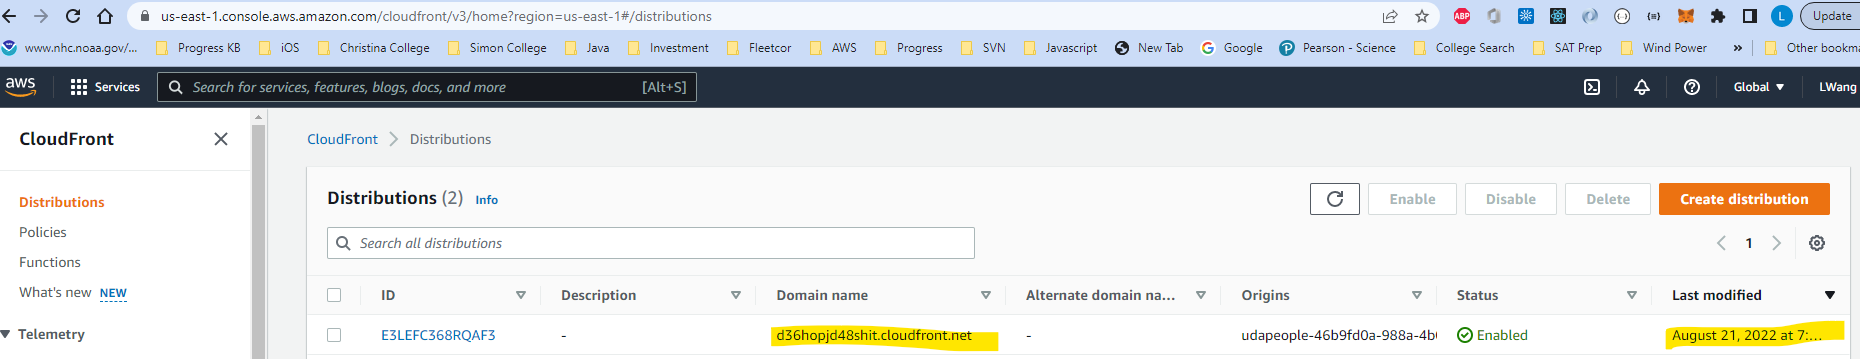 us-east-1.console.aws.amazon.com/cloudfront/v3/home?region=us-east-1#/distributions
ABP
L
Update
www.nhc.noaa.gov/...
Progress KB
iOS
Christina College
Simon College
Java
Investment
Fleetcor
AWS
Progress
SVN
Javascript
New Tab
Google
Pearson - Science
College Search
SAT Prep
Wind Power
»
Other bookma
aws
Services
Search for services, features, blogs, docs, and more
[Alt+S]
Global
LWang
CloudFront
CloudFront
Distributions
Distributions (2)
Info
Enable
Disable
Delete
Create distribution
Distributions
Policies
Functions
What's new NEW
Telemetry
Search all distributions
1
ID
Description
Domain name
Alternate domain na...
Origins
Status
Last modified
E3LEFC368RQAF3
-
d36hopjd48shit.cloudfront.net
-
udapeople-46b9fd0a-988a-4b
Enabled
August 21, 2022 at 7:...